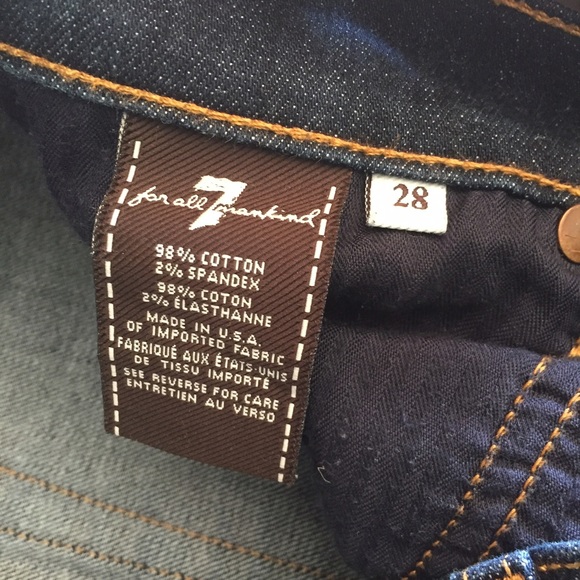 7
for all mankind
28
98% COTTON
2% SPANDEX
98% COTON
2% ÉLASTHANNE
MADE IN U.S.A.
OF IMPORTED FABRIC
FABRIQUÉ AUX ÉTATS-UNIS
DE TISSU IMPORTÉ
SEE REVERSE FOR CARE
ENTRETIEN AU VERSO